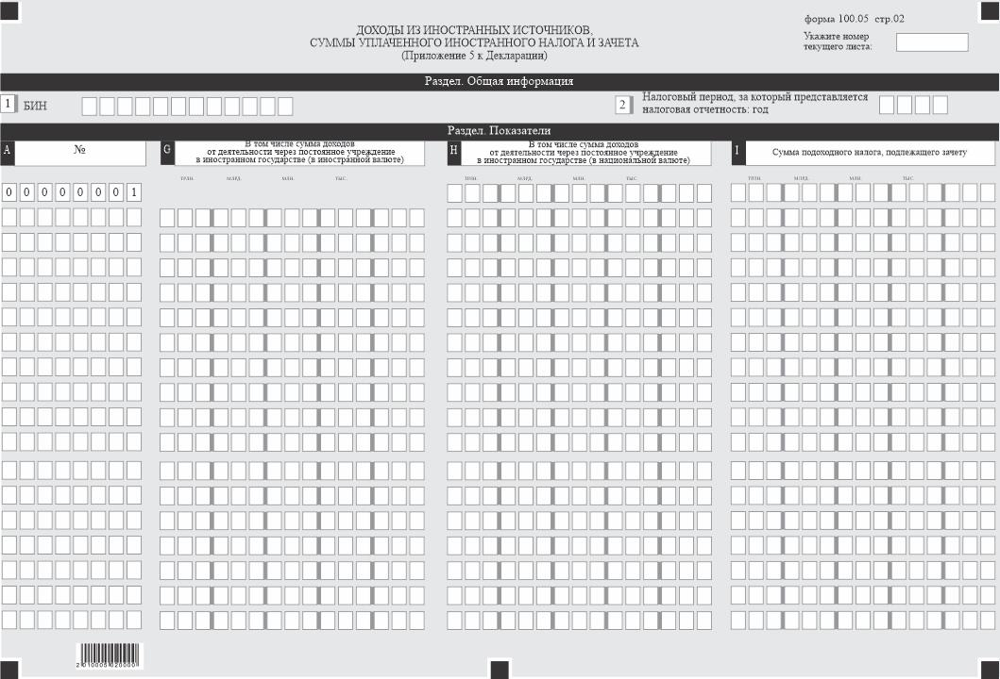 форма 100.05 стр.02
ДОХОДЫ ИЗ ИНОСТРАННЫХ ИСТОЧНИКОВ,
СУММЫ УПЛАЧЕННОГО ИНОСТРАННОГО НАЛОГА И ЗАЧЕТА
(Приложение 5 к Декларации)
Укажите номер
текущего листа:
Раздел. Общая информация
1 БИН
2 Налоговый период, за который представляется
налоговая отчетность: год
Раздел. Показатели
A №
G В том числе сумма доходов
от деятельности через постоянное учреждение
в иностранном государстве (в иностранной валюте)
H В том числе сумма доходов
от деятельности через постоянное учреждение
в иностранном государстве (в национальной валюте)
I Сумма подоходного налога, подлежащего зачету
трлн. млрд. млн. тыс. трлн. млрд. млн. тыс. трлн. млрд. млн. тыс.
0 0 0 0 0 0 0 1
2 010005 020000